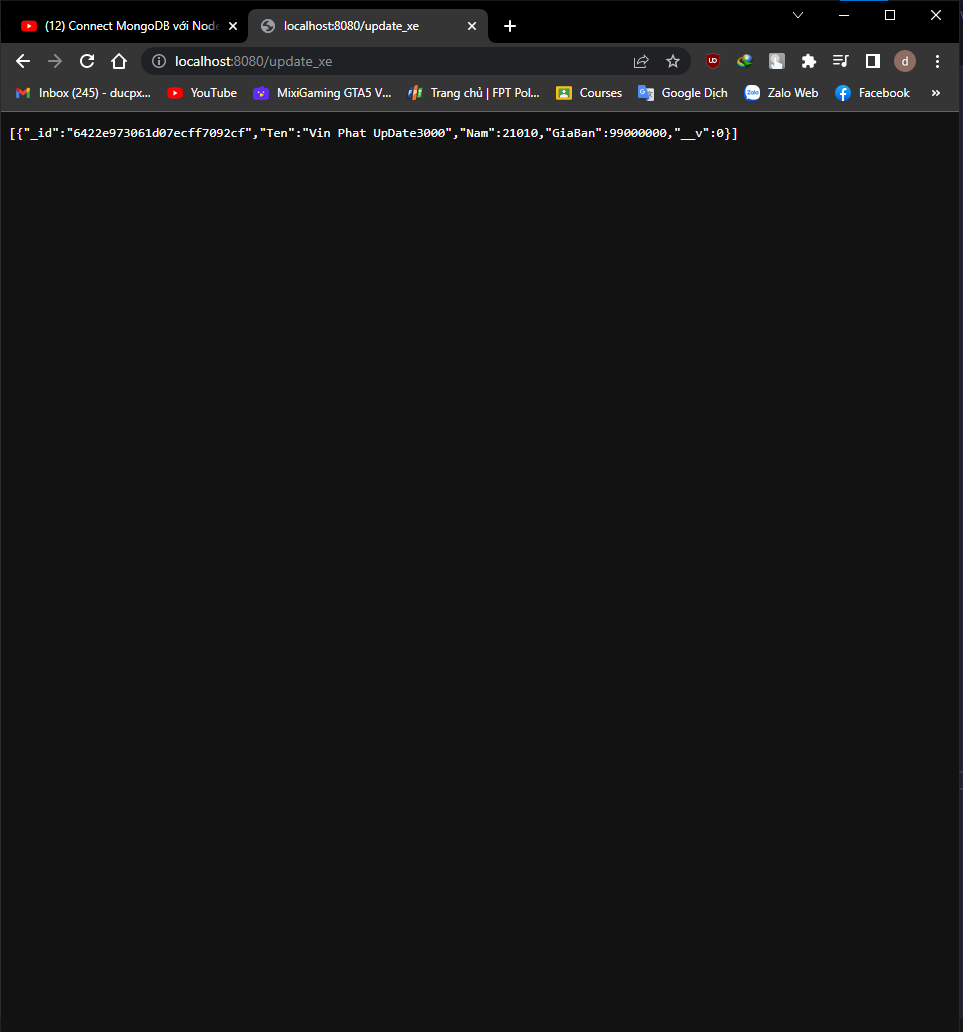 (12) Connect MongoDB với Node
localhost:8080/update_xe
localhost:8080/update_xe
UD
d
Inbox (245) - ducpx...
YouTube
MixiGaming GTA5 V...
Trang chủ | FPT Pol...
Courses
Google Dịch
Zalo
Zalo Web
Facebook
»
[{"_id":"6422e973061d07ecff7092cf","Ten":"Vin Phat UpDate3000","Nam":21010,"GiaBan":99000000,"__v":0}]